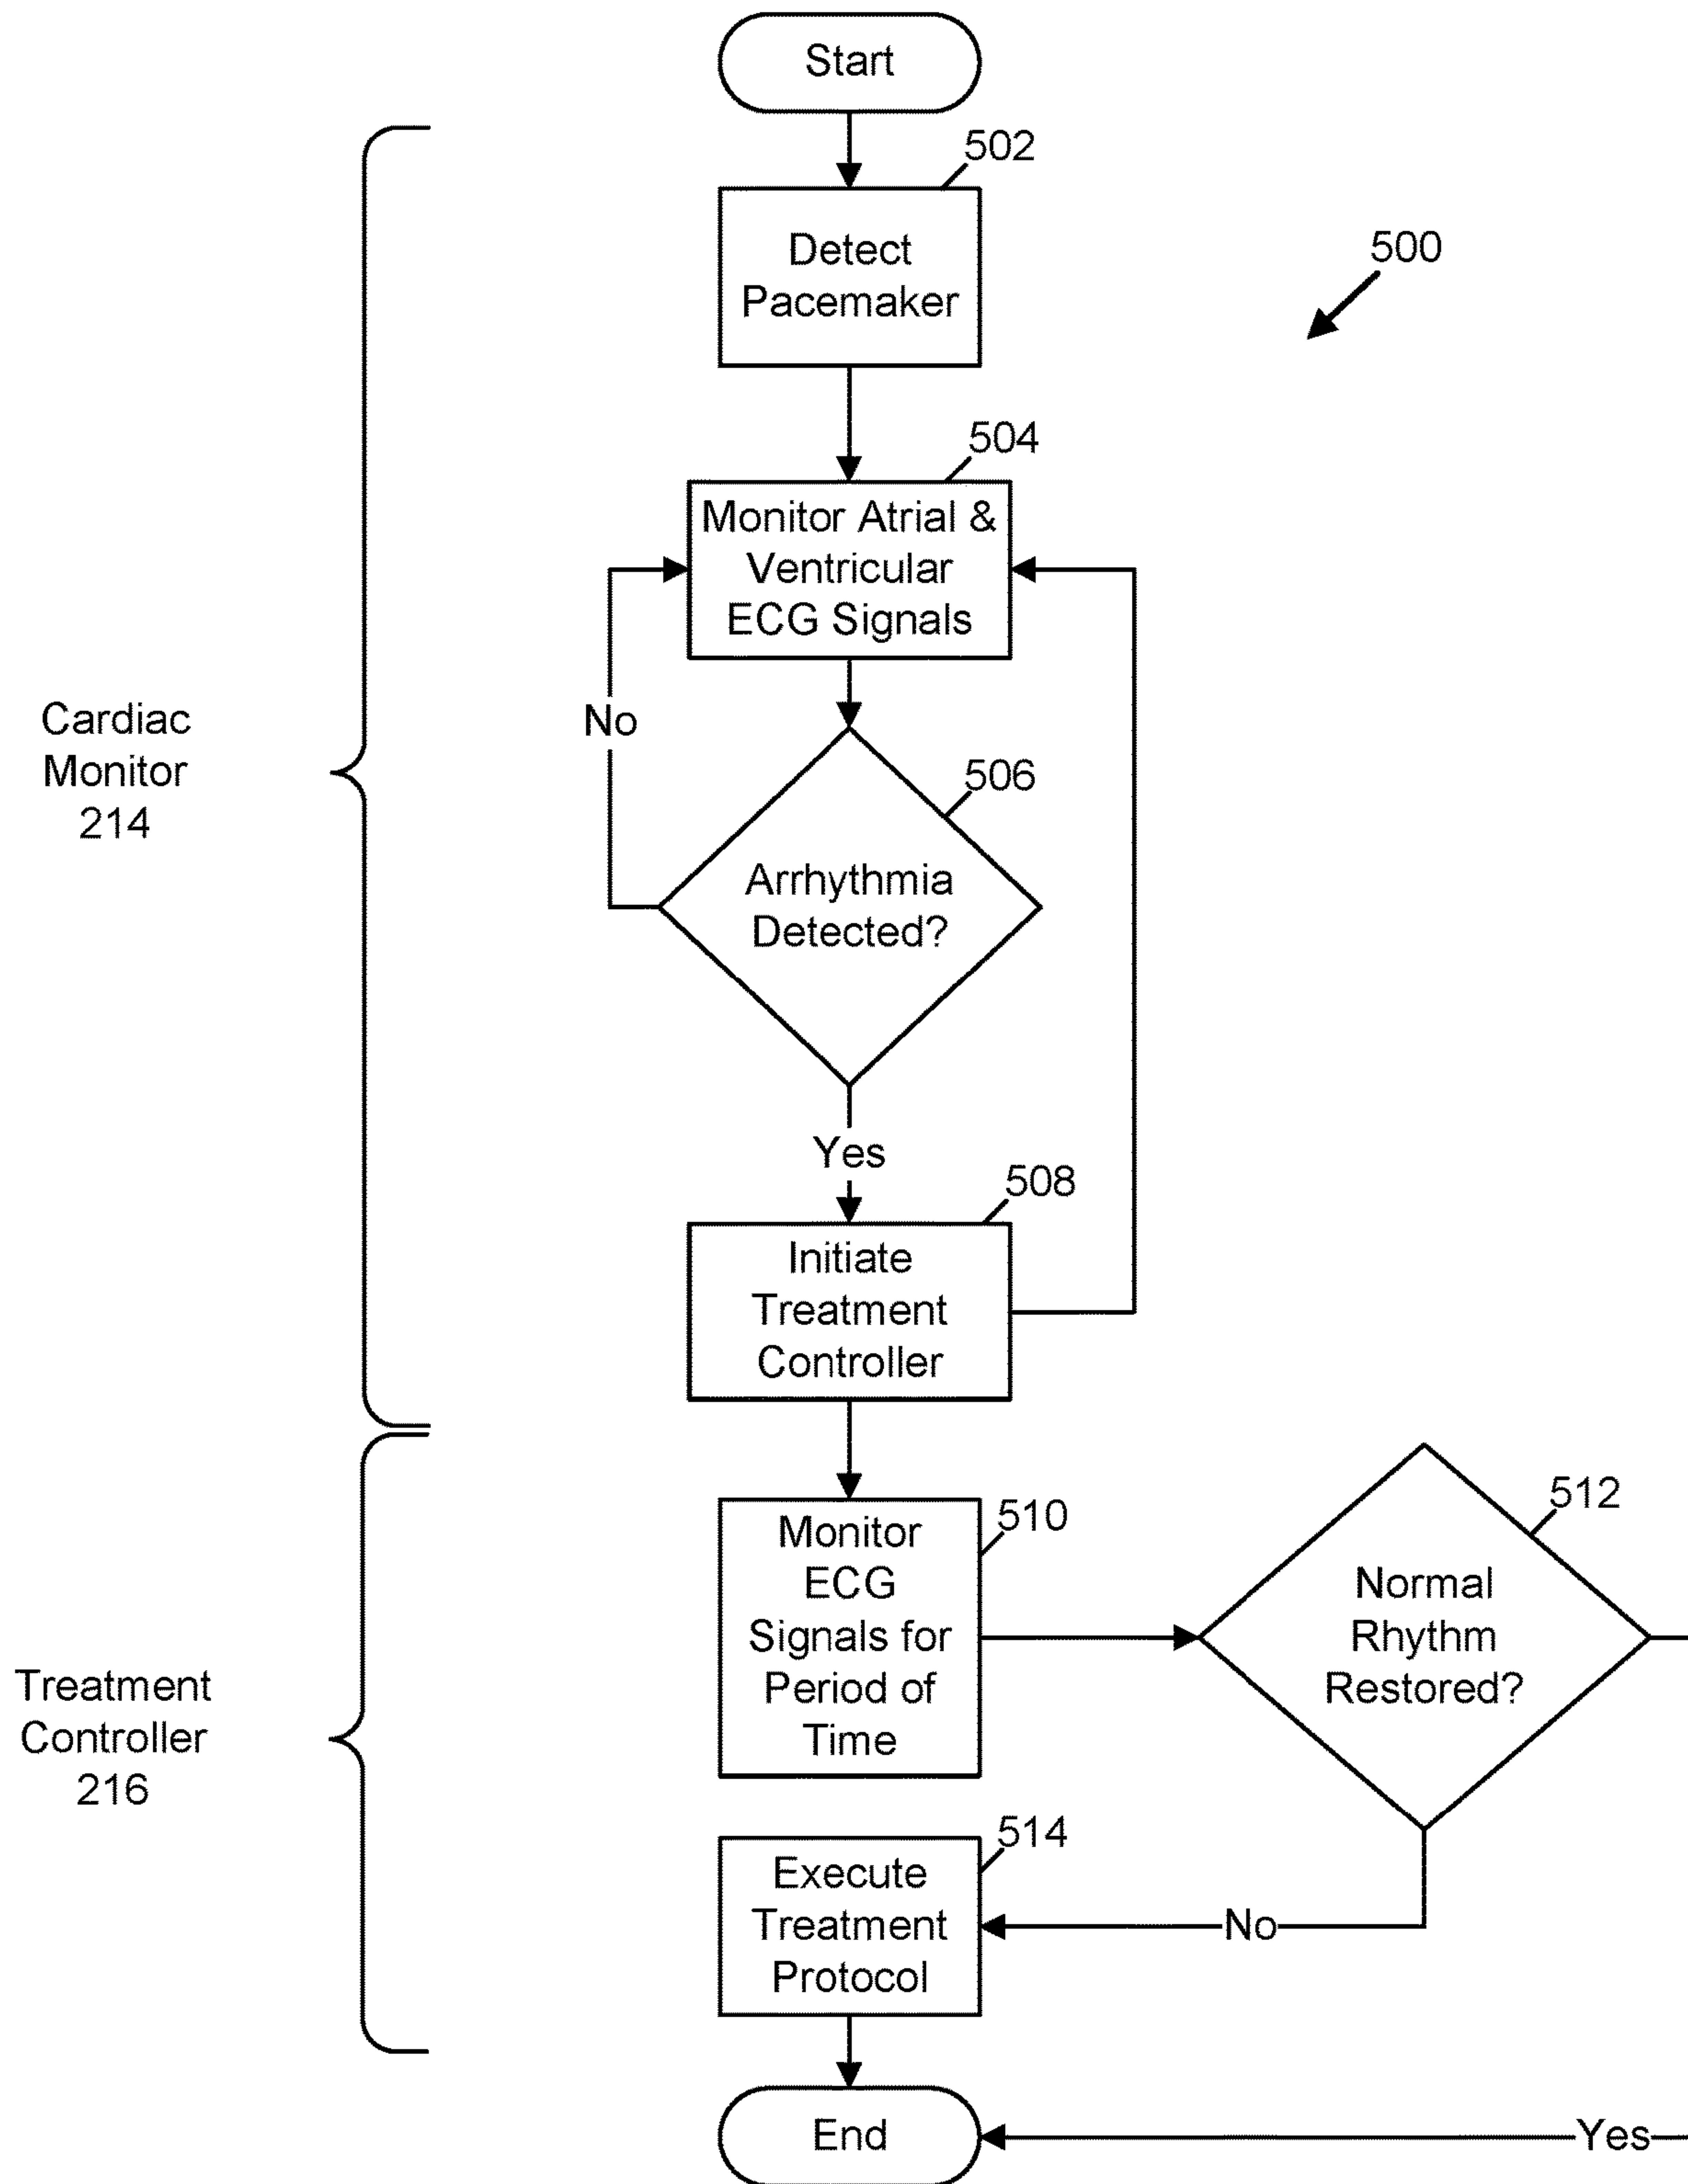 Start
502
Detect
Pacemaker
500
504
Monitor Atrial &
Ventricular
ECG Signals
No
506
Arrhythmia
Detected?
Cardiac
Monitor
214
Yes
508
Initiate
Treatment
Controller
510
Monitor
ECG
Signals for
Period of
Time
512
Normal
Rhythm
Restored?
Treatment
Controller
216
514
Execute
Treatment
Protocol
No
End
Yes